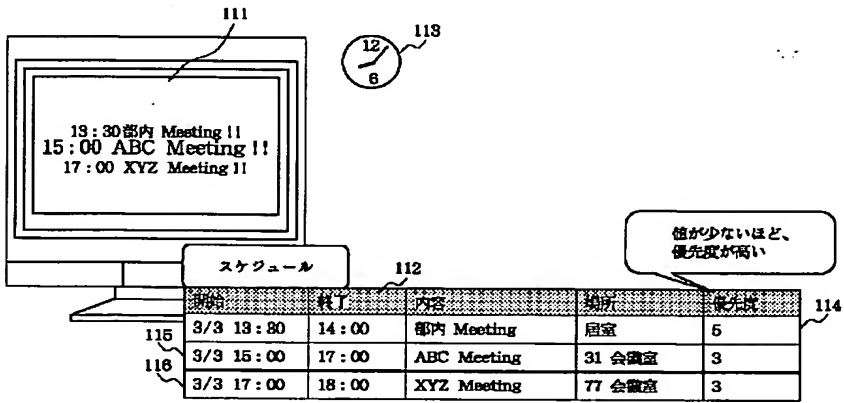 111
12
6
113
13:30部内 Meeting!!
15:00 ABC Meeting!!
17:00 XYZ Meeting!!
値が少ないほど、
優先度が高い
スケジュール
112
開始 終了 内容 場所 優先度
114
3/3 13:30 14:00 部内 Meeting 居室 5
115
3/3 15:00 17:00 ABC Meeting 31 会議室 3
116
3/3 17:00 18:00 XYZ Meeting 77 会議室 3